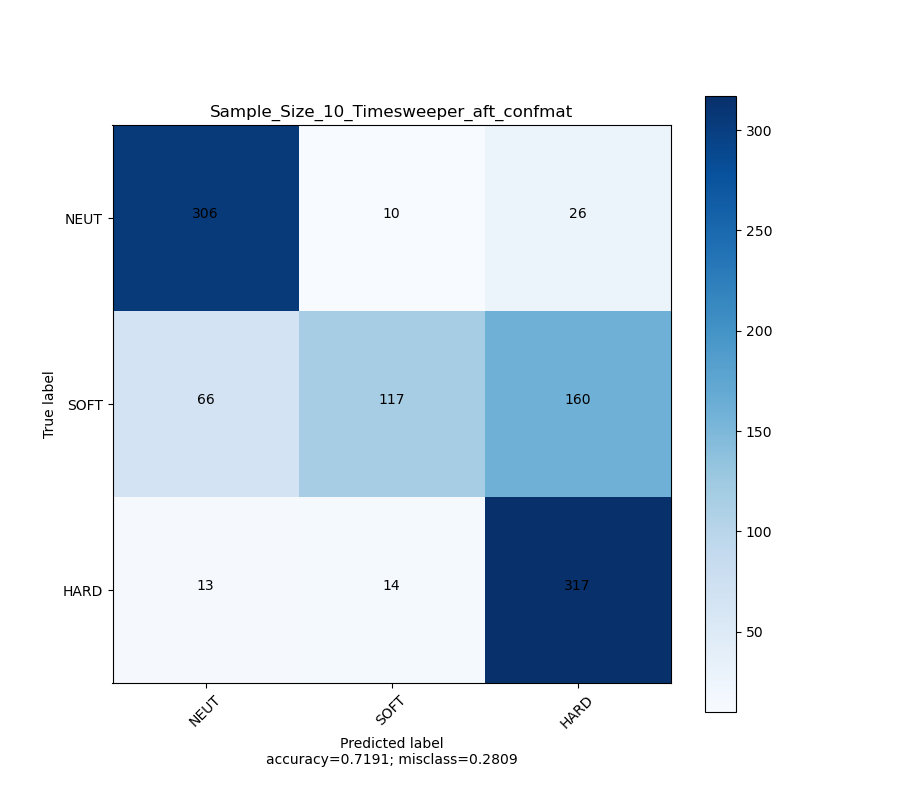 Sample_Size_10_Timesweeper_aft_confmat
NEUT 306 10 26
SOFT 66 117 160
HARD 13 14 317
NEUT SOFT HARD
True label
Predicted label
accuracy=0.7191; misclass=0.2809
300
250
200
150
100
50